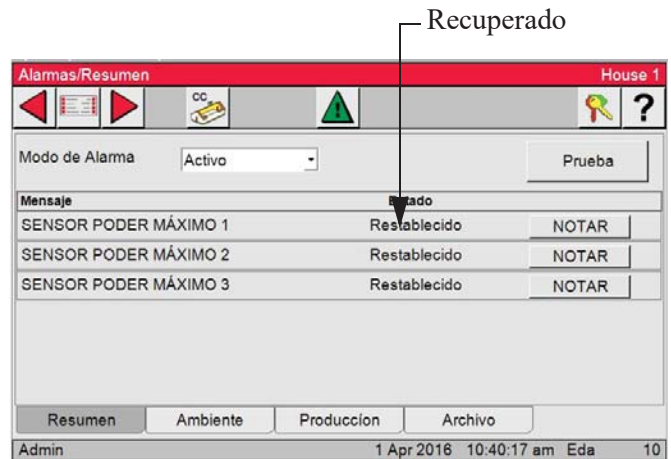 Recuperado
Alarmas/Resumen House 1
CC
?
Modo de Alarma Activo Prueba
Mensaje
SENSOR PODER MÁXIMO 1 Restablecido NOTAR
SENSOR PODER MÁXIMO 2 Restablecido NOTAR
SENSOR PODER MÁXIMO 3 Restablecido NOTAR
Resumen Ambiente Produccíon Archivo
Admin 1 Apr 2016 10:40:17 am Eda 10